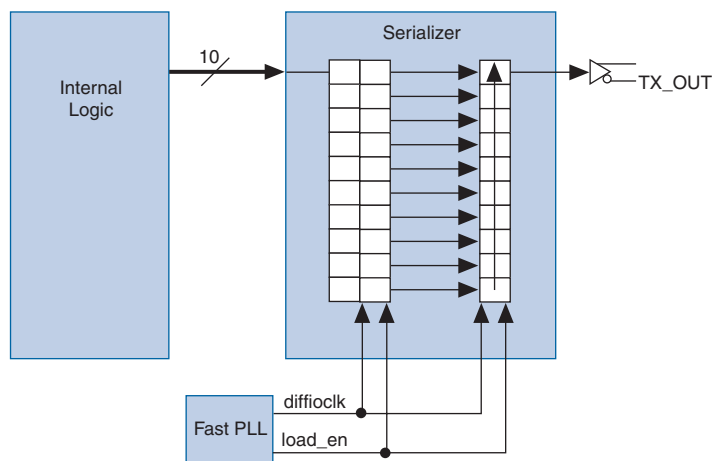 Serializer
10
Internal
Logic
TX_OUT
diffioclk
Fast PLL
load_en